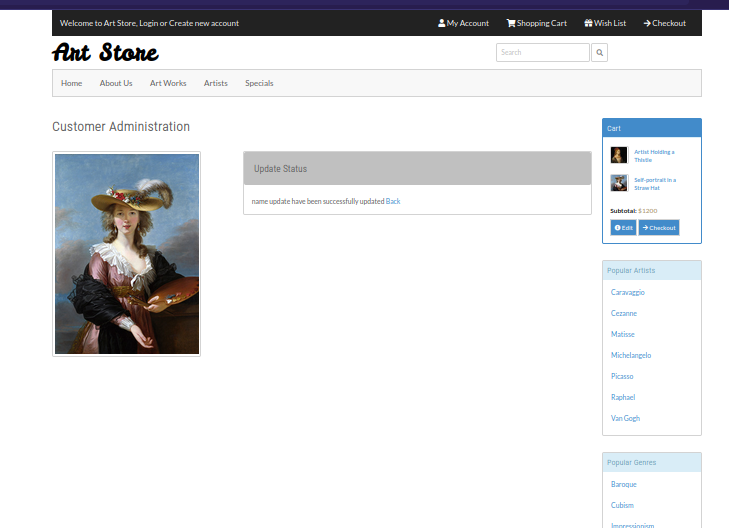 Welcome to Art Store, Login or Create new account
My Account
Shopping Cart
Wish List
Checkout
Art Store
Search
Home
About Us
Art Works
Artists
Specials
Customer Administration
Update Status
name update have been successfully updated Back
Cart
Artist Holding a
Thistle
Self-portrait in a
Straw Hat
Subtotal: $1200
Edit
Checkout
Popular Artists
Caravaggio
Cezanne
Matisse
Michelangelo
Picasso
Raphael
Van Gogh
Popular Genres
Baroque
Cubism
Impressionism